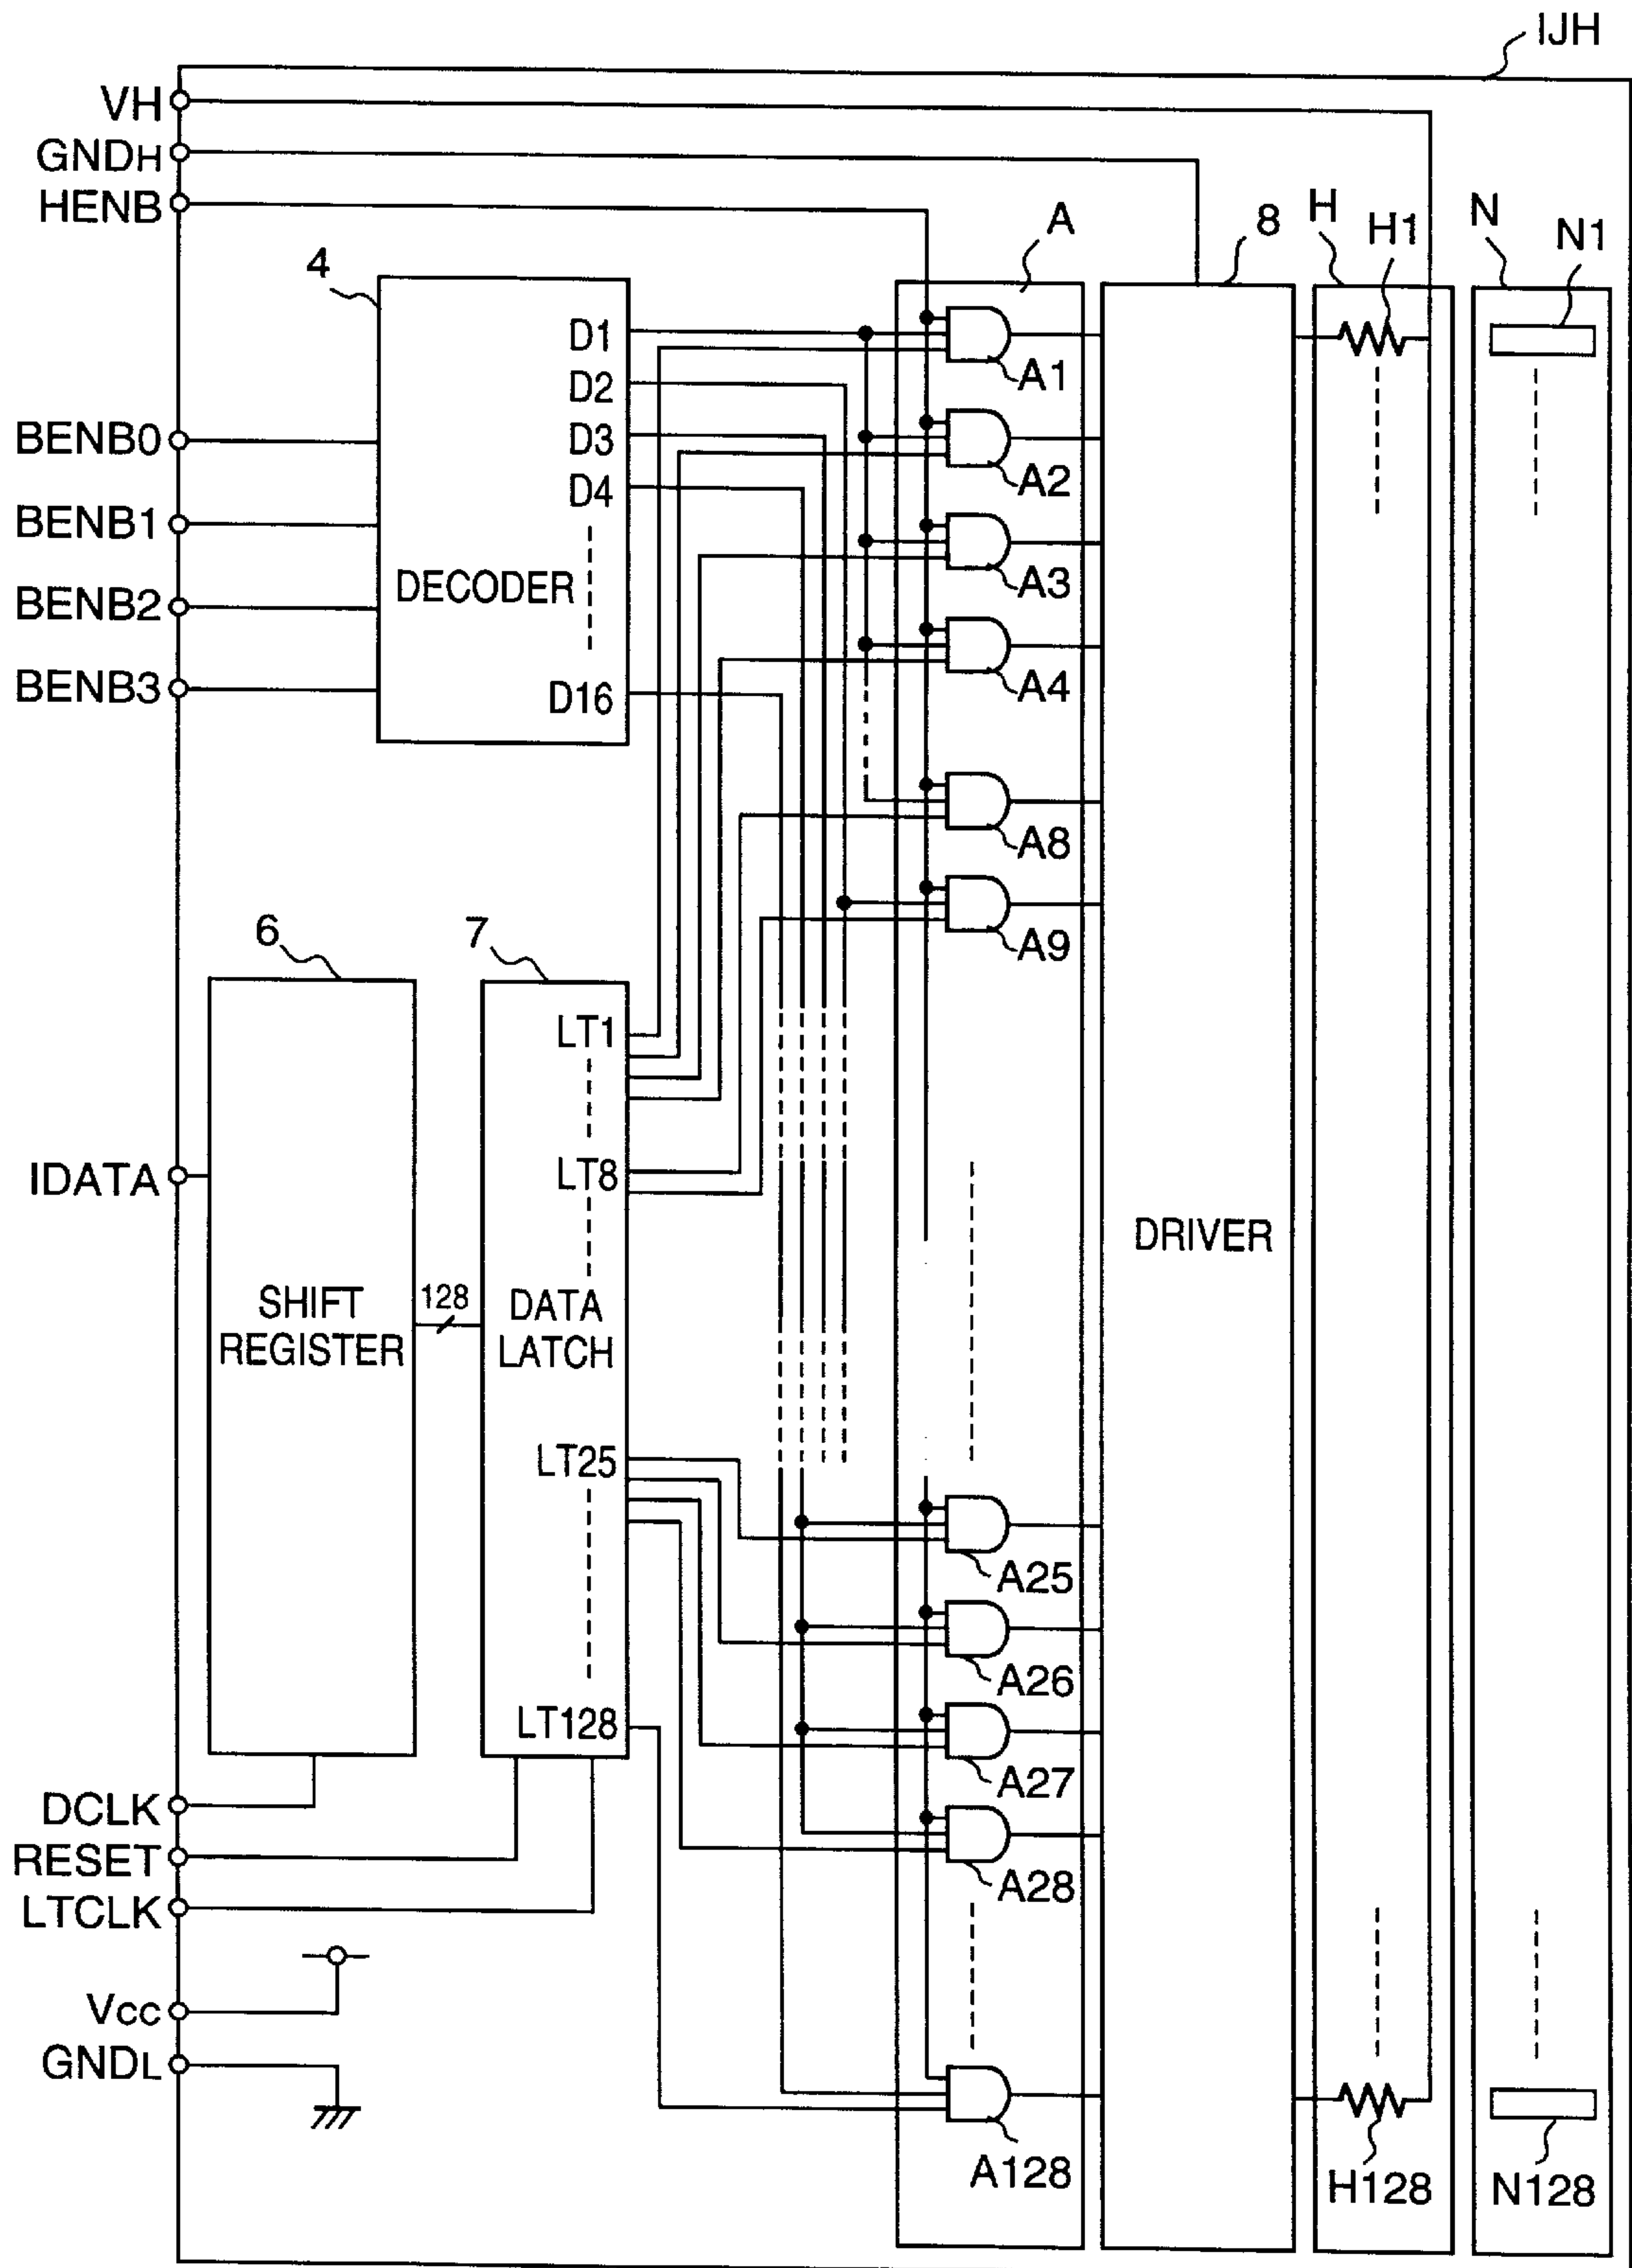 IJH
VH
GNDH
HENB
A
8
H
H1
N
N1
4
D1
D2
D3
D4
DECODER
D16
BENB0
BENB1
BENB2
BENB3
A1
A2
A3
A4
A8
A9
6
7
LT1
LT8
IDATA
SHIFT
REGISTER
128
DATA
LATCH
DRIVER
LT25
LT128
A25
A26
A27
A28
DCLK
RESET
LTCLK
Vcc
GNDL
A128
H128
N128